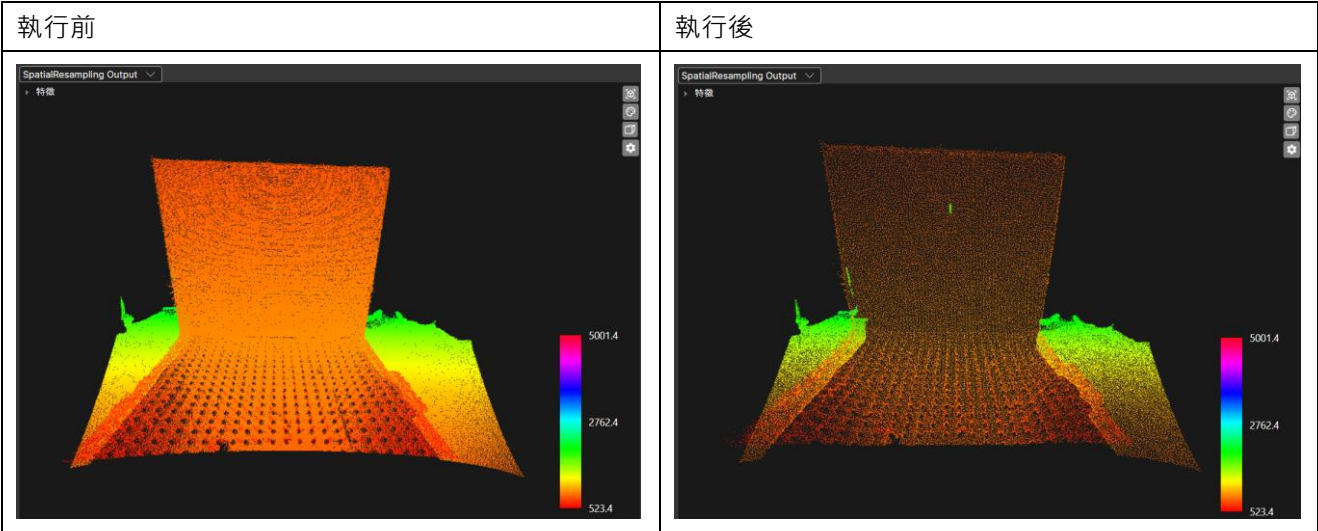 執行前
執行後
SpatialResampling Output
特徵
5001.4
2762.4
523.4
SpatialResampling Output
特徵
5001.4
2762.4
523.4